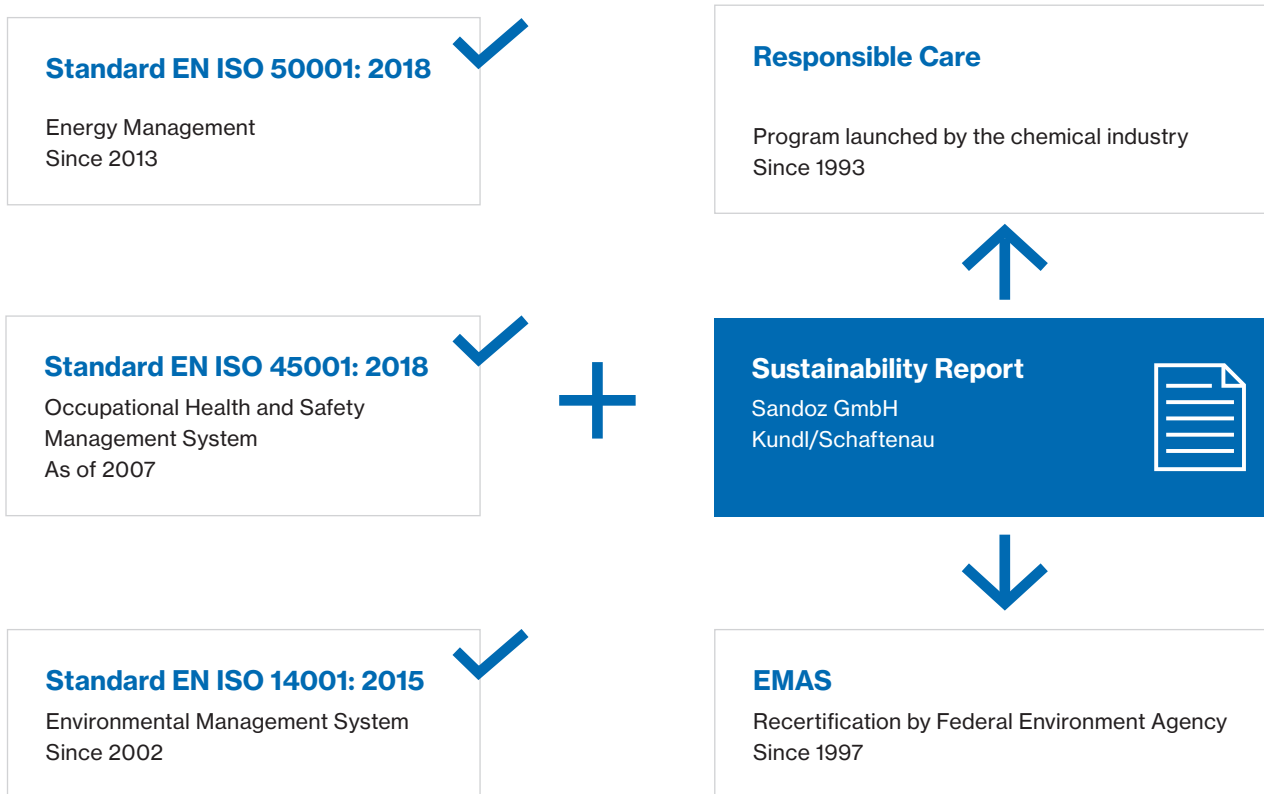 Standard EN ISO 50001: 2018
Energy Management
Since 2013
Responsible Care
Program launched by the chemical industry
Since 1993
Standard EN ISO 45001: 2018
Occupational Health and Safety
Management System
As of 2007
Sustainability Report
Sandoz GmbH
Kundl/Schaftenau
Standard EN ISO 14001: 2015
Environmental Management System
Since 2002
EMAS
Recertification by Federal Environment Agency
Since 1997